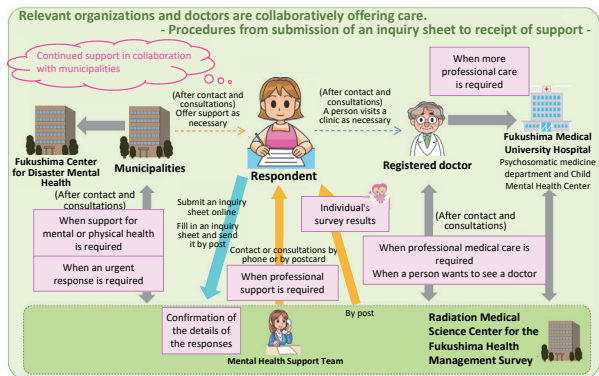 Relevant organizations and doctors are collaboratively offering care.
- Procedures from submission of an inquiry sheet to receipt of support -
Continued support in collaboration
with municipalities
When more
professional care
is required
(After contact and
consultations)
Offer support as
necessary
(After contact and
consultations)
A person visits a
clinic as necessary
Fukushima Center
for Disaster Mental
Health
Municipalities
Respondent
Registered doctor
Fukushima Medical
University Hospital
Psychosomatic medicine
department and Child
Mental Health Center
(After contact and
consultations)
When support for
mental or physical health
is required
When an urgent
response is required
Submit an inquiry
sheet online
Fill in an inquiry
sheet and send
it by post
Individual's
survey results
Contact or consultations by
phone or by postcard
When professional
support is required
(After contact and
consultations)
When professional medical care is
required
When a person wants to see a doctor
By post
Confirmation of
the details of
the responses
Mental Health Support Team
Radiation Medical
Science Center for the
Fukushima Health
Management Survey